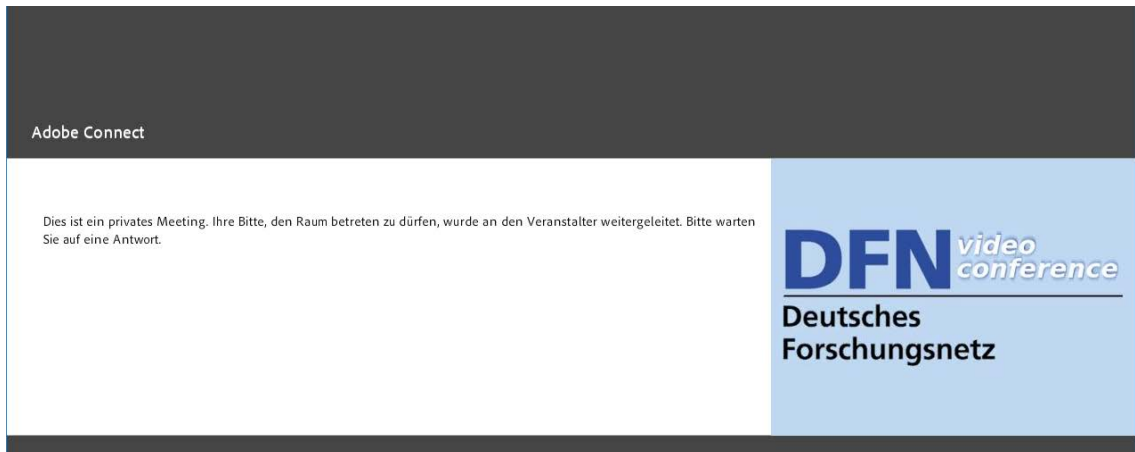 Adobe Connect
Dies ist ein privates Meeting. Ihre Bitte, den Raum betreten zu dürfen, wurde an den Veranstalter weitergeleitet. Bitte warten
Sie auf eine Antwort.
DFN video
conference
Deutsches
Forschungsnetz